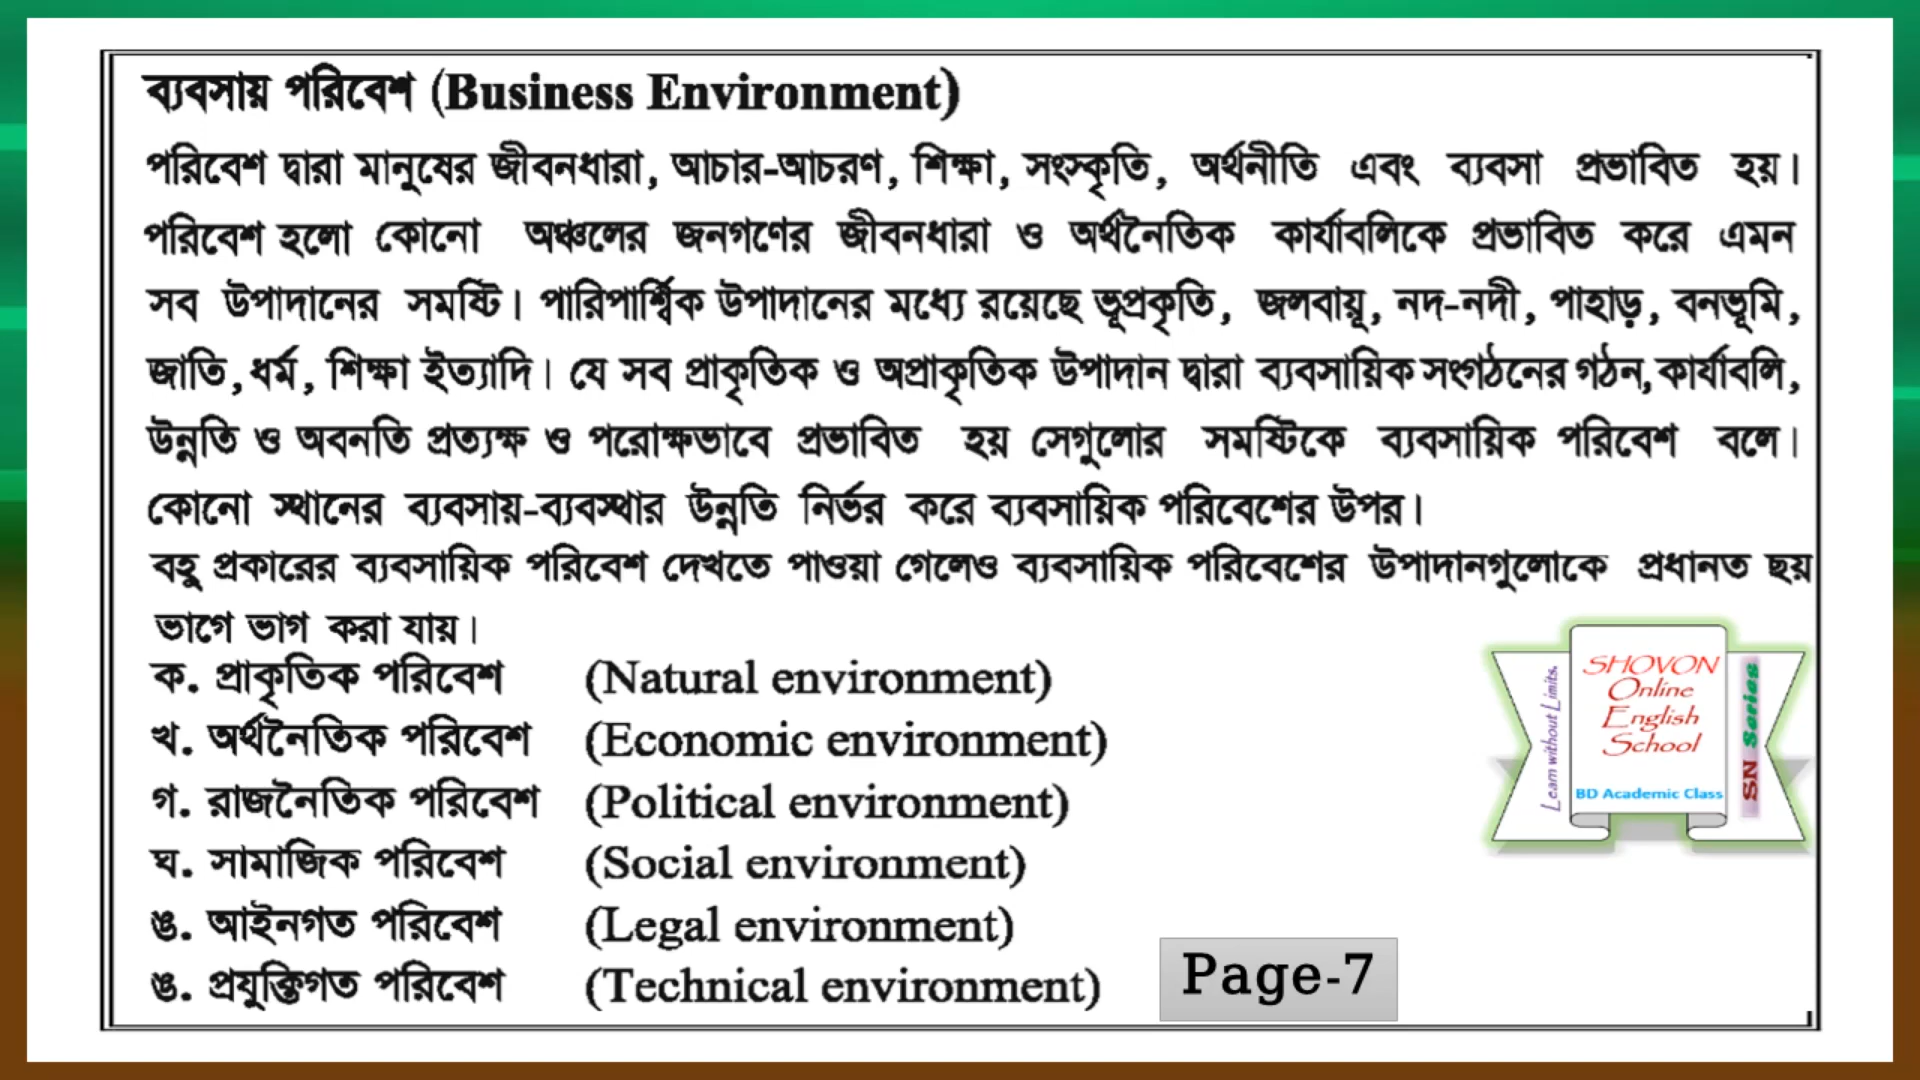 ব্যবসায় পরিবেশ (Business Environment)
পরিবেশ দ্বারা মানুষের জীবনধারা, আচার-আচরণ, শিক্ষা, সংস্কৃতি, অর্থনীতি এবং ব্যবসা প্রভাবিত হয়।
পরিবেশ হলো কোনো অঞ্চলের জনগণের জীবনধারা ও অর্থনৈতিক কার্যাবলিকে প্রভাবিত করে এমন
সব উপাদানের সমষ্টি। পারিপার্শ্বিক উপাদানের মধ্যে রয়েছে ভূপ্রকৃতি, জলবায়ূ, নদ-নদী, পাহাড়, বনভূমি,
জাতি, ধর্ম, শিক্ষা ইত্যাদি। যে সব প্রাকৃতিক ও অপ্রাকৃতিক উপাদান দ্বারা ব্যবসায়িক সংগঠনের গঠন, কার্যাবলি,
উন্নতি ও অবনতি প্রত্যক্ষ ও পরোক্ষভাবে প্রভাবিত হয় সেগুলোর সমষ্টিকে ব্যবসায়িক পরিবেশ বলে।
কোনো স্থানের ব্যবসায়-ব্যবস্থার উন্নতি নির্ভর করে ব্যবসায়িক পরিবেশের উপর।
বহু প্রকারের ব্যবসায়িক পরিবেশ দেখতে পাওয়া গেলেও ব্যবসায়িক পরিবেশের উপাদানগুলোকে প্রধানত ছয়
ভাগে ভাগ করা যায়।
ক. প্রাকৃতিক পরিবেশ (Natural environment)
খ. অর্থনৈতিক পরিবেশ (Economic environment)
গ. রাজনৈতিক পরিবেশ (Political environment)
ঘ. সামাজিক পরিবেশ (Social environment)
ঙ. আইনগত পরিবেশ (Legal environment)
ঙ. প্রযুক্তিগত পরিবেশ (Technical environment)
Learn without Limits.
SHOVON
Online
English
School
BD Academic Class
SN Series
Page-7